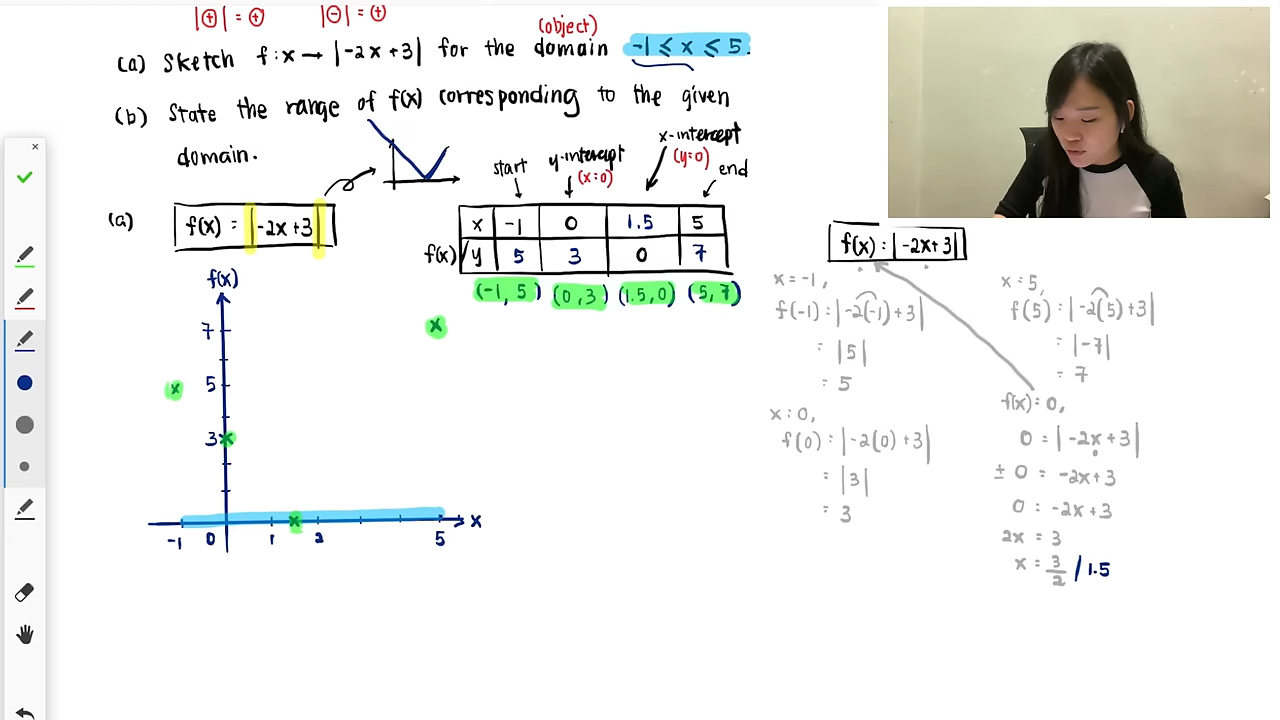 |⊕| = ⊕ |⊖| = ⊕
(object)
(a) Sketch f : x → |-2x + 3| for the domain -1 ≤ x ≤ 5.
(b) State the range of f(x) corresponding to the given
domain.
start y-intercept (x=0) x-intercept (y=0) end
(a) f(x) = |-2x + 3|
x -1 0 1.5 5
f(x)/y 5 3 0 7
(-1, 5) (0, 3) (1.5, 0) (5, 7)
f(x)
7
5
3
-1 0 1 2 5 x
f(x) = |-2x+3|
x = -1,
f(-1) = |-2(-1)+3|
= |5|
= 5
x = 0,
f(0) = |-2(0)+3|
= |3|
= 3
x = 5,
f(5) = |-2(5)+3|
= |-7|
= 7
f(x) = 0,
0 = |-2x+3|
± 0 = -2x+3
0 = -2x+3
2x = 3
x = 3/2 / 1.5